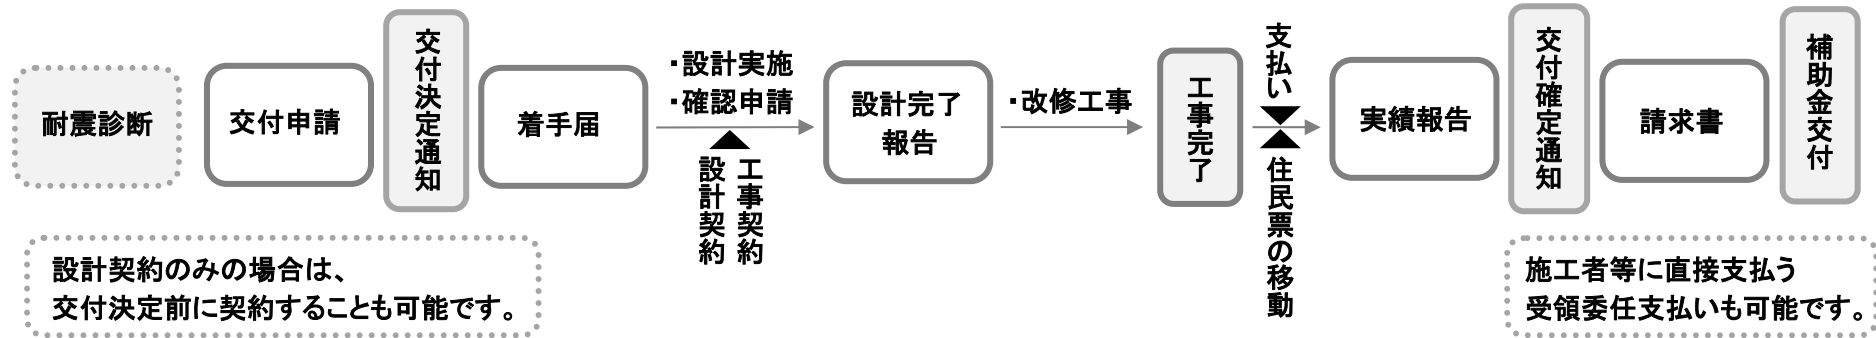 耐震診断
交付申請
交付決定通知
着手届
・設計実施
・確認申請
工事契約
設計契約
設計完了
報告
・改修工事
工事完了
支払い
住民票の移動
実績報告
交付確定通知
請求書
補助金交付
設計契約のみの場合は、
交付決定前に契約することも可能です。
施工者等に直接支払う
受領委任支払いも可能です。